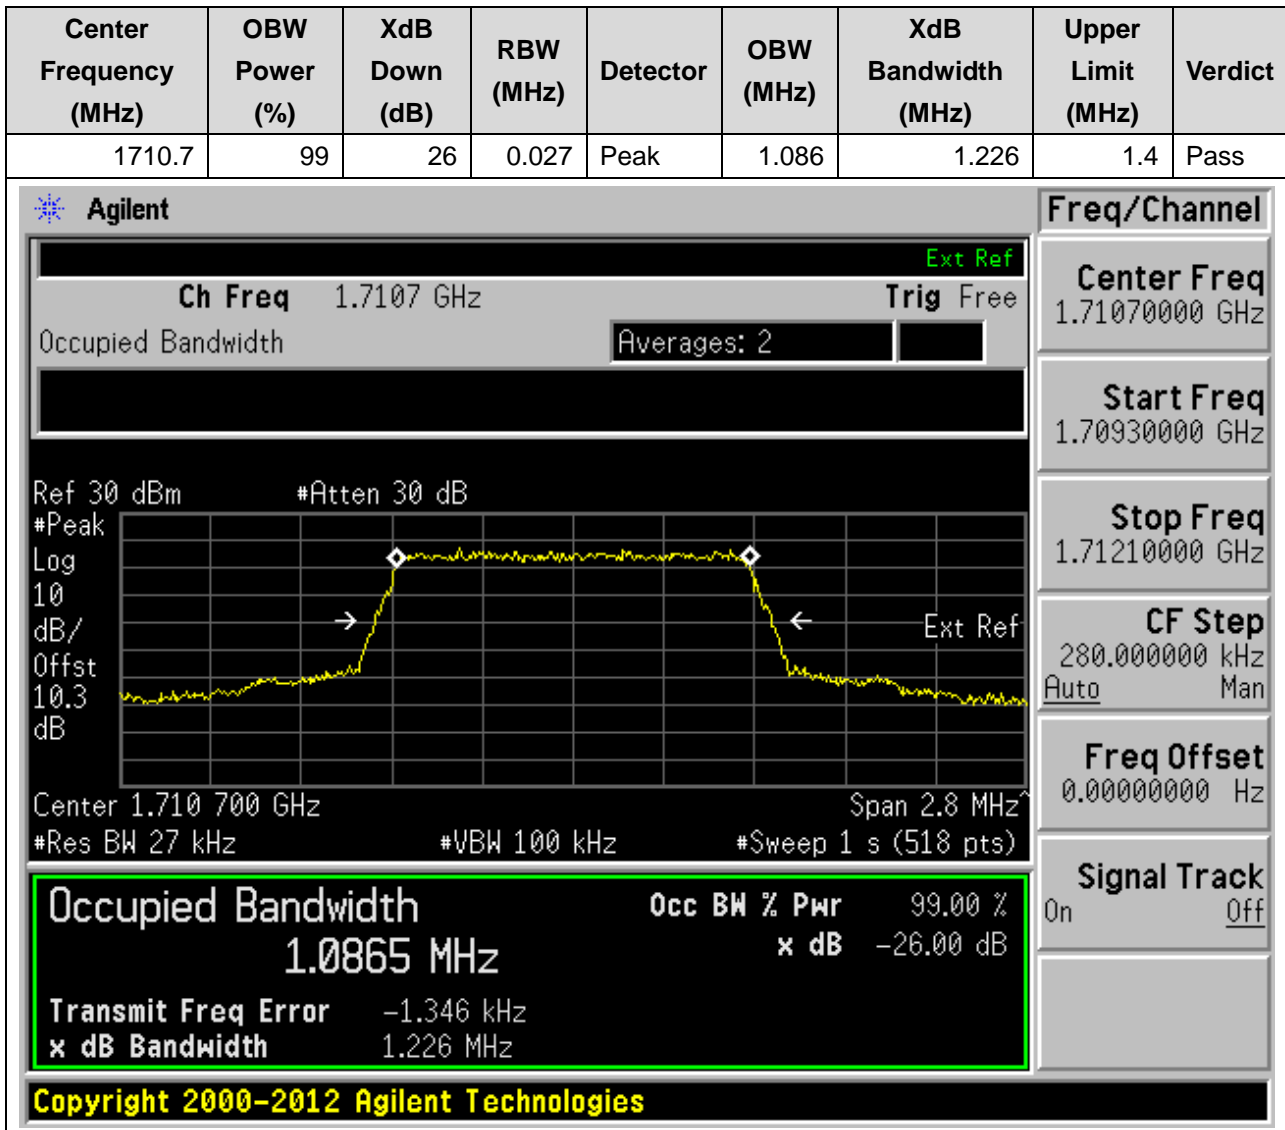 Center Frequency (MHz) OBW Power (%) XdB Down (dB) RBW (MHz) Detector OBW (MHz) XdB Bandwidth (MHz) Upper Limit (MHz) Verdict
1710.7 99 26 0.027 Peak 1.086 1.226 1.4 Pass
Agilent
Freq/Channel
Ext Ref
Ch Freq 1.7107 GHz Trig Free
Occupied Bandwidth Averages: 2
Center Freq
1.71070000 GHz
Start Freq
1.70930000 GHz
Stop Freq
1.71210000 GHz
CF Step
280.000000 kHz
Auto Man
Freq Offset
0.00000000 Hz
Signal Track
On Off
Ref 30 dBm #Atten 30 dB
#Peak
Log
10
dB/
Offst
10.3
dB
Ext Ref
Center 1.710 700 GHz Span 2.8 MHz^
#Res BW 27 kHz #VBW 100 kHz #Sweep 1 s (518 pts)
Occupied Bandwidth
1.0865 MHz
Occ BW % Pwr 99.00 %
x dB -26.00 dB
Transmit Freq Error -1.346 kHz
x dB Bandwidth 1.226 MHz
Copyright 2000-2012 Agilent Technologies